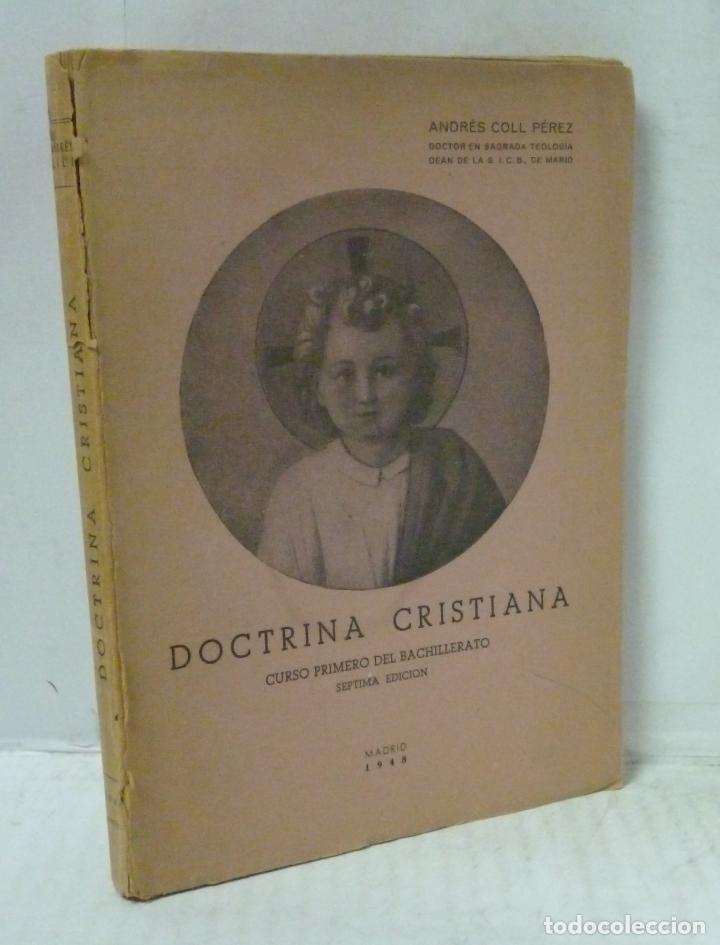 ANDRÉS COLL PÉREZ
DOCTOR EN SAGRADA TEOLOGÍA
DEÁN DE LA S. I. C. B., DE MARIO
DOCTRINA CRISTIANA
CURSO PRIMERO DEL BACHILLERATO
SEPTIMA EDICION
MADRID
1948
DOCTRINA CRISTIANA
todocoleccion